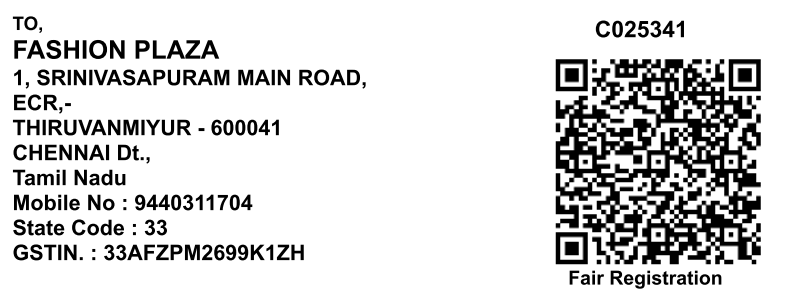 TO,
FASHION PLAZA
1, SRINIVASAPURAM MAIN ROAD,
ECR,-
THIRUVANMIYUR - 600041
CHENNAI Dt.,
Tamil Nadu
Mobile No : 9440311704
State Code : 33
GSTIN. : 33AFZPM2699K1ZH
C025341
Fair Registration